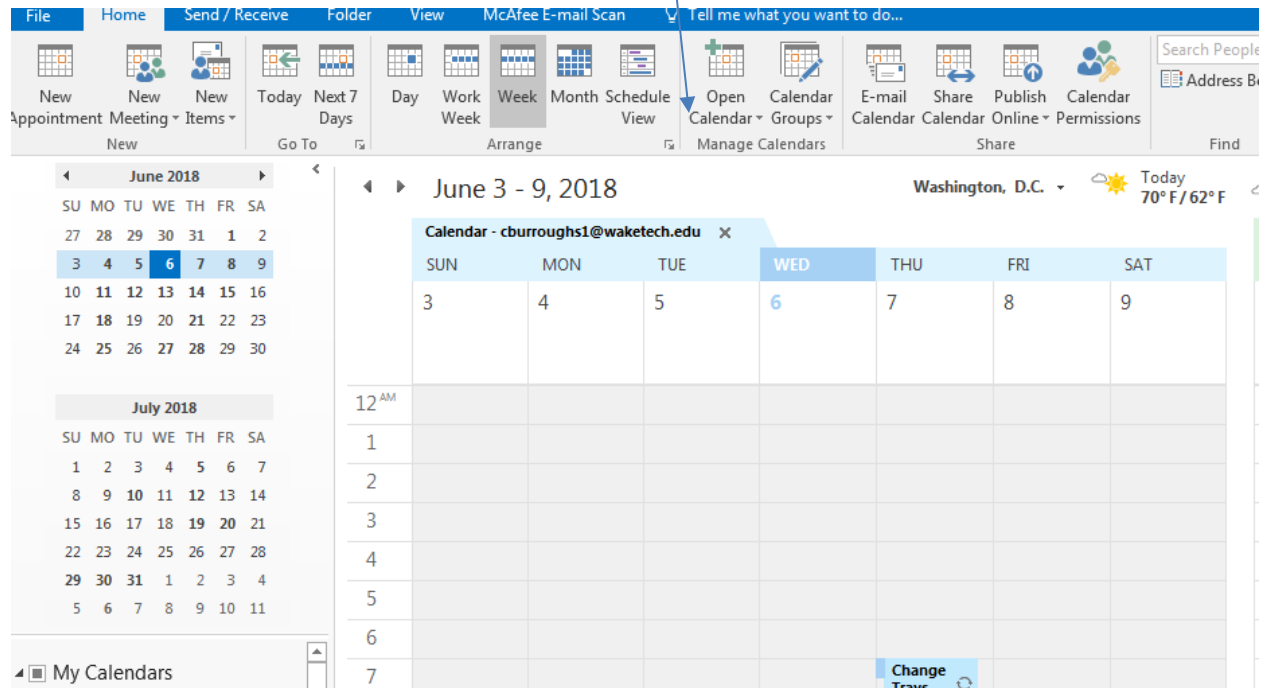 File Home Send / Receive Folder View McAfee E-mail Scan Tell me what you want to do...
New Appointment
New Meeting
New Items
Today
Next 7 Days
Day
Work Week
Week
Month
Schedule View
Open Calendar
Calendar Groups
E-mail Calendar
Share Calendar
Publish Online
Calendar Permissions
Search People
Address
New Go To Arrange Manage Calendars Share Find
June 2018
SU MO TU WE TH FR SA
27 28 29 30 31 1 2
3 4 5 6 7 8 9
10 11 12 13 14 15 16
17 18 19 20 21 22 23
24 25 26 27 28 29 30
July 2018
SU MO TU WE TH FR SA
1 2 3 4 5 6 7
8 9 10 11 12 13 14
15 16 17 18 19 20 21
22 23 24 25 26 27 28
29 30 31 1 2 3 4
5 6 7 8 9 10 11
My Calendars
June 3 - 9, 2018
Washington, D.C.
Today
70° F / 62° F
Calendar - cburroughs1@waketech.edu
SUN MON TUE WED THU FRI SAT
3 4 5 6 7 8 9
12 AM
1
2
3
4
5
6
7
Change
Trays